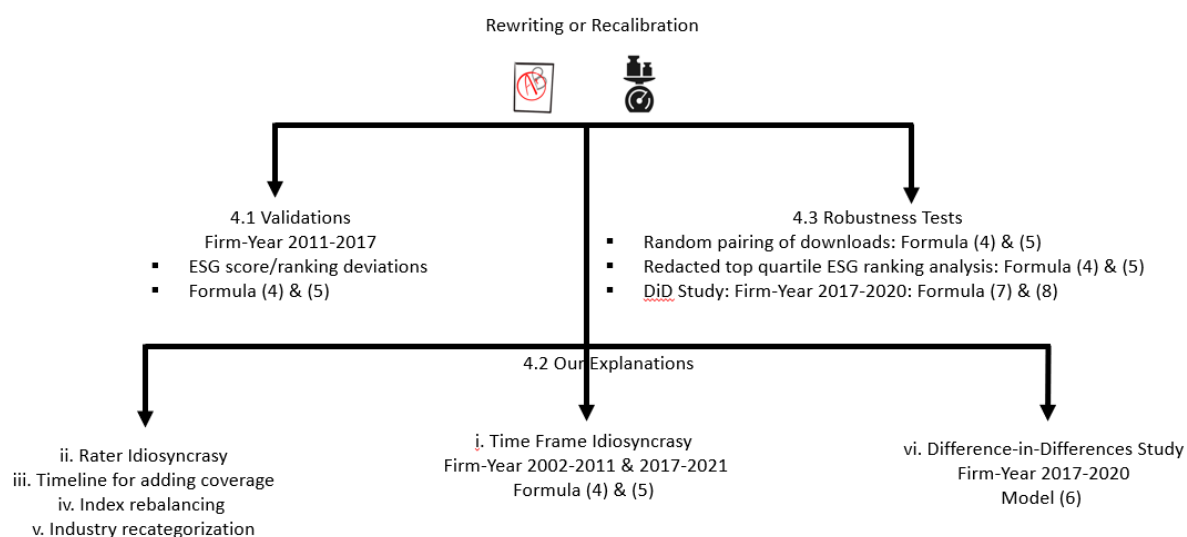 Rewriting or Recalibration
AB
4.1 Validations
Firm-Year 2011-2017
▪ ESG score/ranking deviations
▪ Formula (4) & (5)
4.3 Robustness Tests
▪ Random pairing of downloads: Formula (4) & (5)
▪ Redacted top quartile ESG ranking analysis: Formula (4) & (5)
▪ DiD Study: Firm-Year 2017-2020: Formula (7) & (8)
4.2 Our Explanations
ii. Rater Idiosyncrasy
iii. Timeline for adding coverage
iv. Index rebalancing
v. Industry recategorization
i. Time Frame Idiosyncrasy
Firm-Year 2002-2011 & 2017-2021
Formula (4) & (5)
vi. Difference-in-Differences Study
Firm-Year 2017-2020
Model (6)